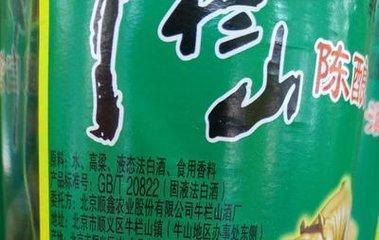 牛栏山
陈酿
原料：水、高粱、液态法白酒、食用香料
产品标准号：GB/T 20822（固液法白酒）
委托方：北京顺鑫农业股份有限公司牛栏山酒厂
地址：北京市顺义区牛栏山镇（牛山地区办事处东侧）